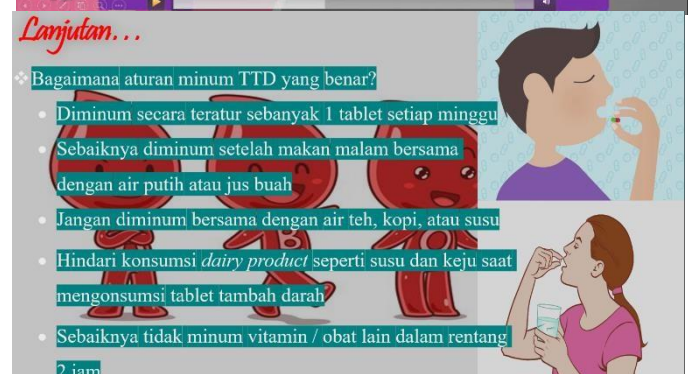 Lanjutan...
Bagaimana aturan minum TTD yang benar?
Diminum secara teratur sebanyak 1 tablet setiap minggu
Sebaiknya diminum setelah makan malam bersama
dengan air putih atau jus buah
Jangan diminum bersama dengan air teh, kopi, atau susu
Hindari konsumsi dairy product seperti susu dan keju saat
mengonsumsi tablet tambah darah
Sebaiknya tidak minum vitamin / obat lain dalam rentang
2 jam